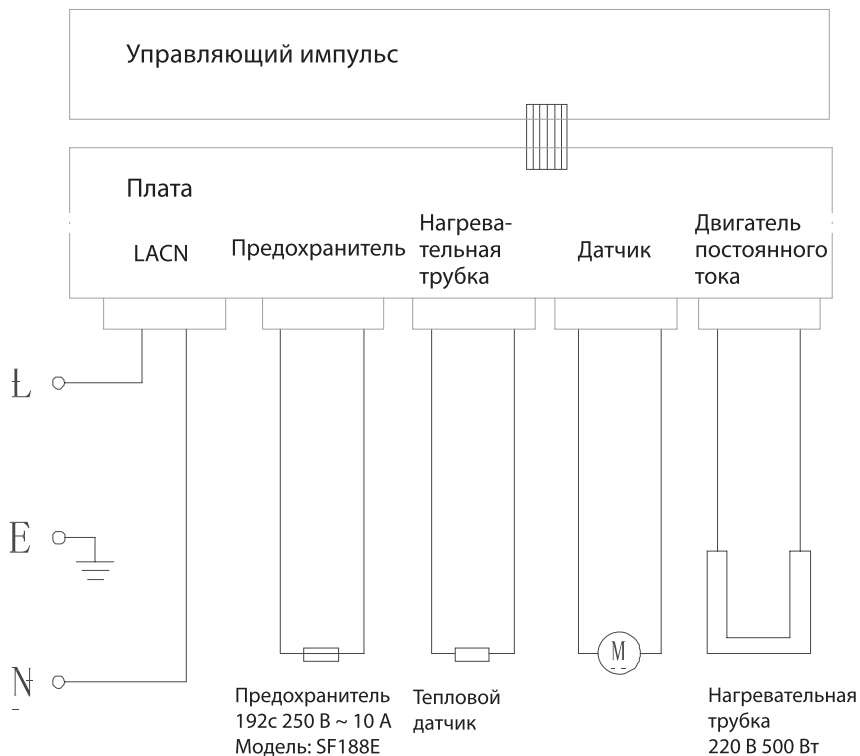 Управляющий импульс
Плата
LACN
Предохранитель
Нагрева-
тельная
трубка
Датчик
Двигатель
постоянного
тока
L
E
N
M
Предохранитель
192с 250 В ~ 10 А
Модель: SF188E
Тепловой
датчик
Нагревательная
трубка
220 В 500 Вт